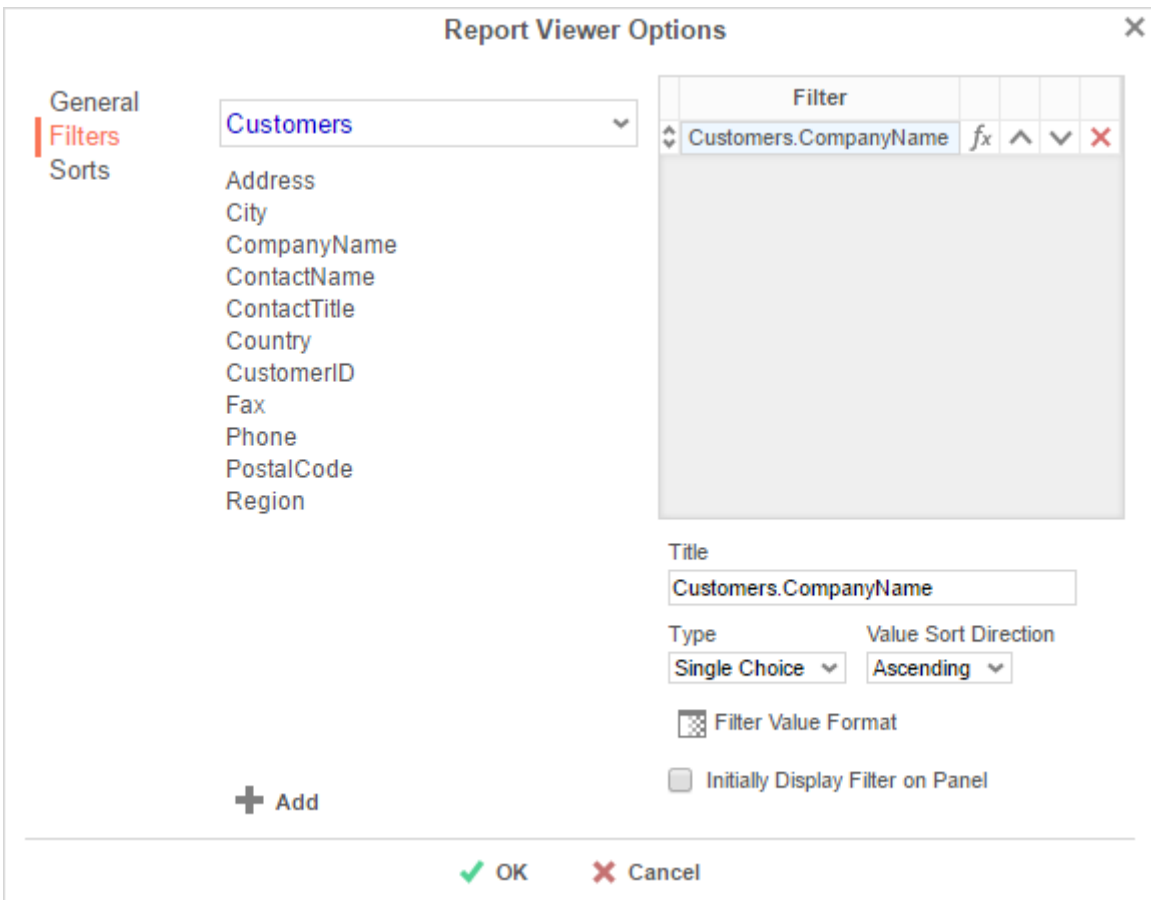 Report Viewer Options
General
Filters
Sorts
Customers
Address
City
CompanyName
ContactName
ContactTitle
Country
CustomerID
Fax
Phone
PostalCode
Region
Add
Filter
Customers.CompanyName fx
Title
Customers.CompanyName
Type Value Sort Direction
Single Choice Ascending
Filter Value Format
Initially Display Filter on Panel
OK Cancel